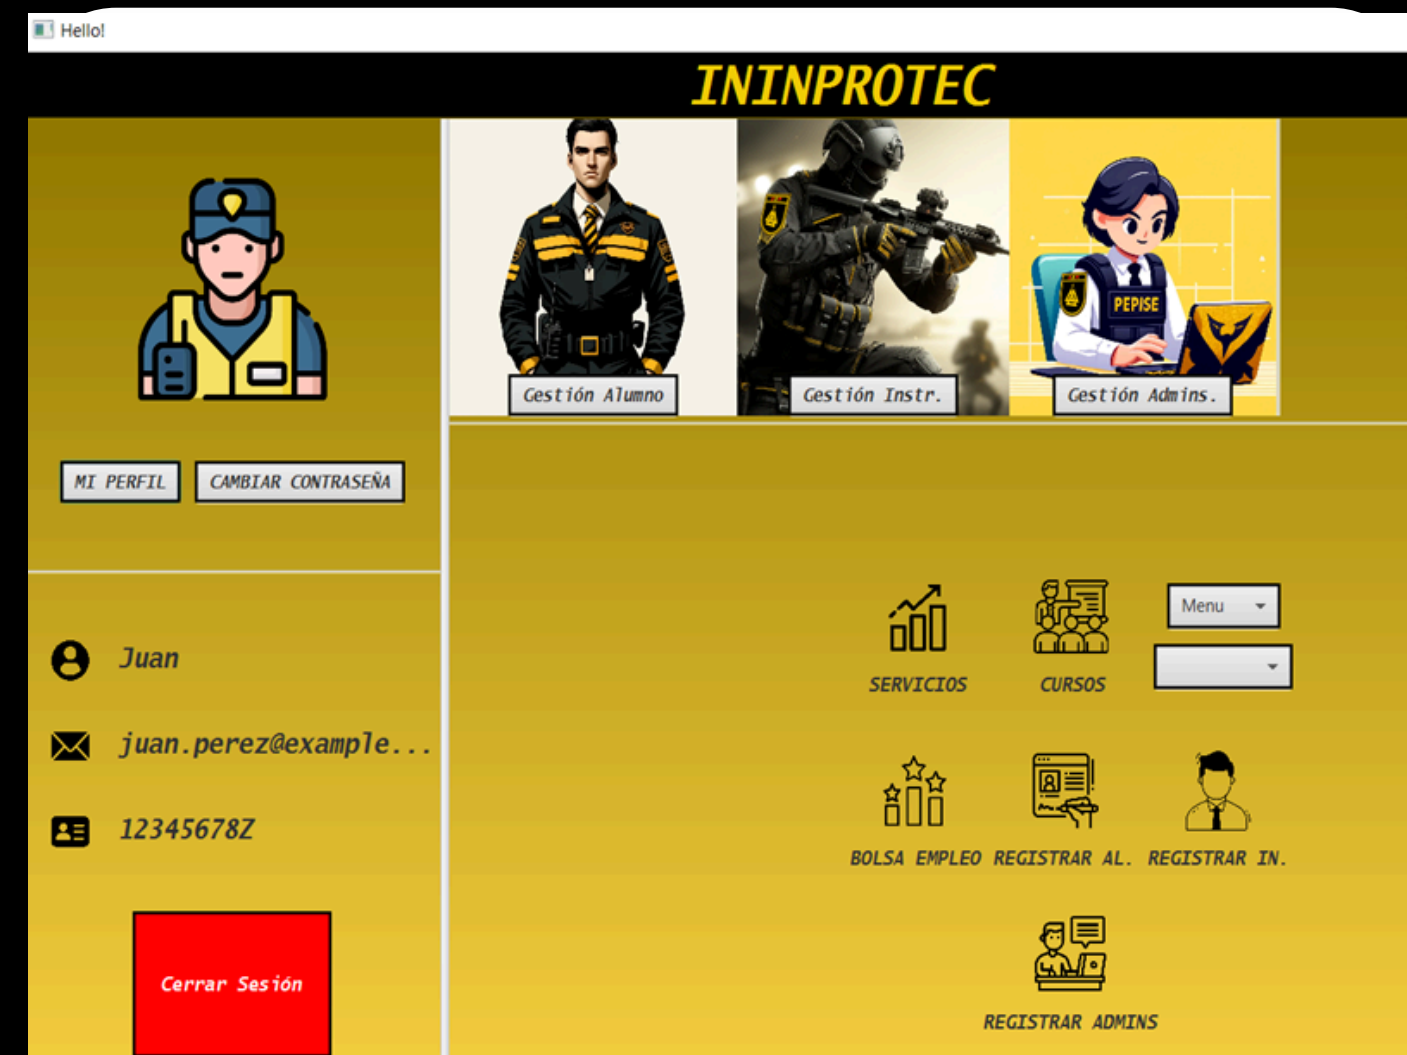 Hello!
ININPROTEC
PEPISE
Gestión Alumno
Gestión Instr.
Gestión Admins.
MI PERFIL
CAMBIAR CONTRASEÑA
Juan
juan.perez@example...
12345678Z
Cerrar Sesión
Menu
SERVICIOS
CURSOS
BOLSA EMPLEO
REGISTRAR AL.
REGISTRAR IN.
REGISTRAR ADMINS